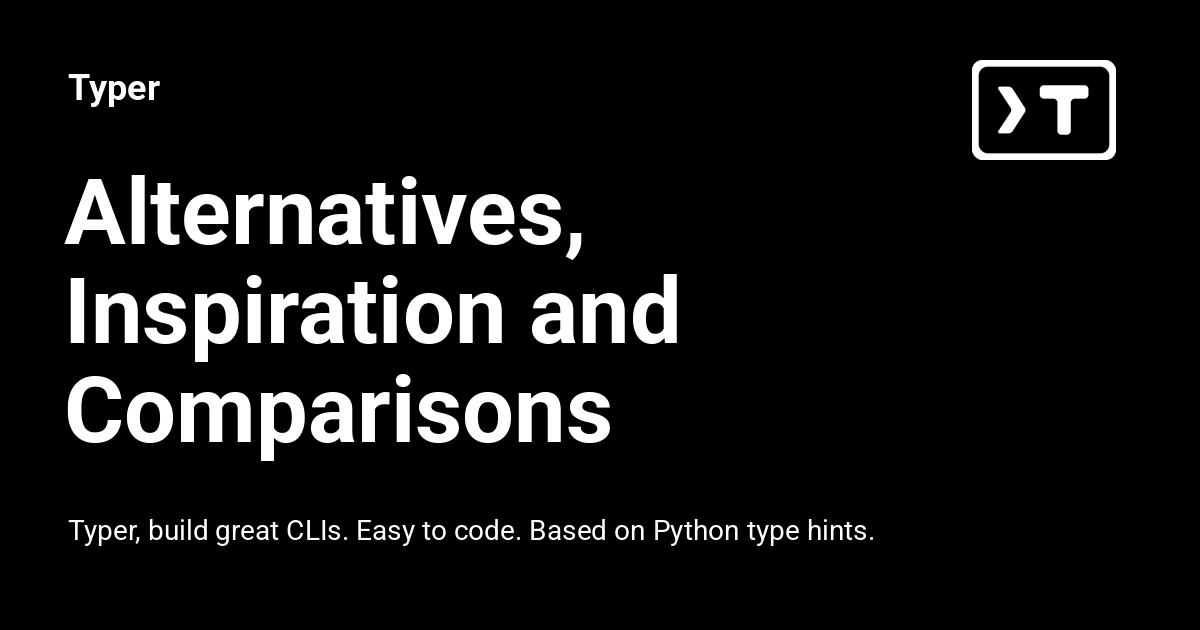 Typer
❯T
Alternatives,
Inspiration and
Comparisons
Typer, build great CLIs. Easy to code. Based on Python type hints.